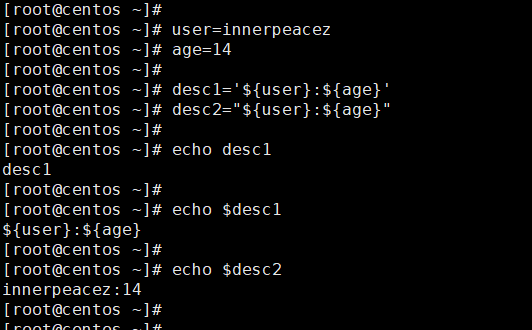 [root@centos ~]#
[root@centos ~]# user=innerpeacez
[root@centos ~]# age=14
[root@centos ~]#
[root@centos ~]# desc1='${user}:${age}'
[root@centos ~]# desc2="${user}:${age}"
[root@centos ~]#
[root@centos ~]# echo desc1
desc1
[root@centos ~]#
[root@centos ~]# echo $desc1
${user}:${age}
[root@centos ~]#
[root@centos ~]# echo $desc2
innerpeacez:14
[root@centos ~]#
[root@centos ~]#